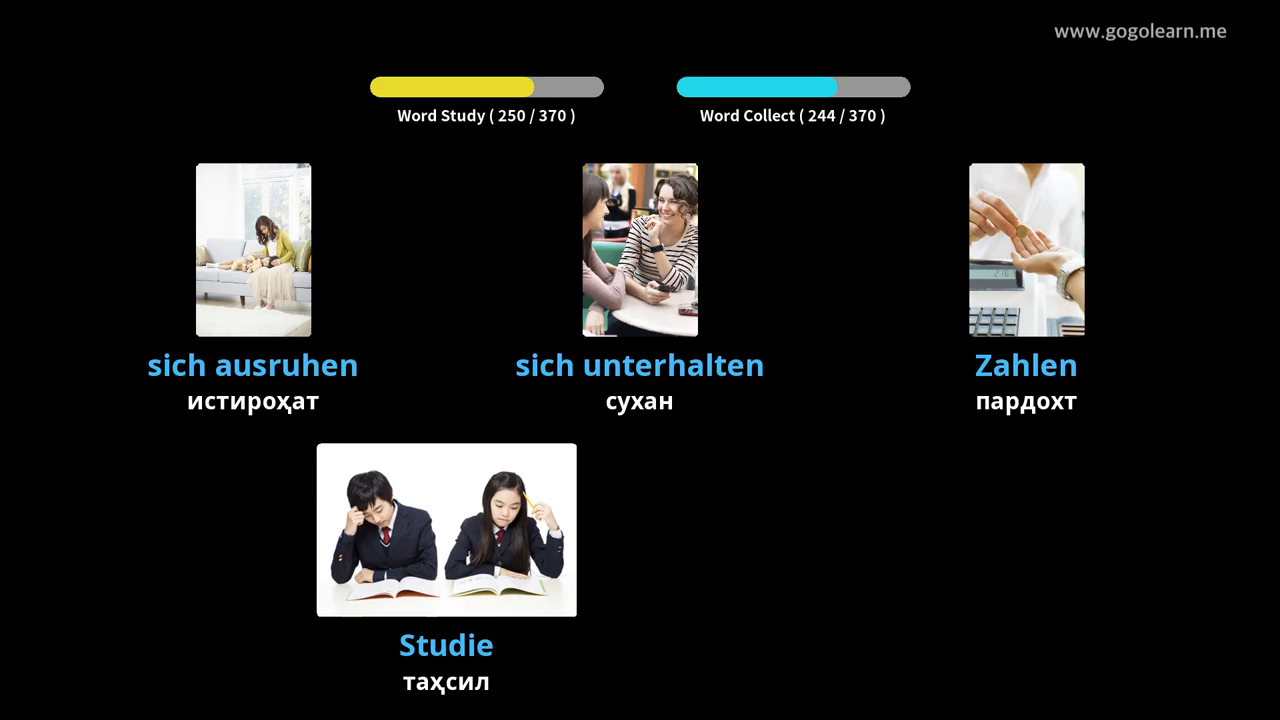 www.gogolearn.me
Word Study ( 250 / 370 )
Word Collect ( 244 / 370 )
sich ausruhen
истироҳат
sich unterhalten
сухан
Zahlen
пардохт
Studie
таҳсил